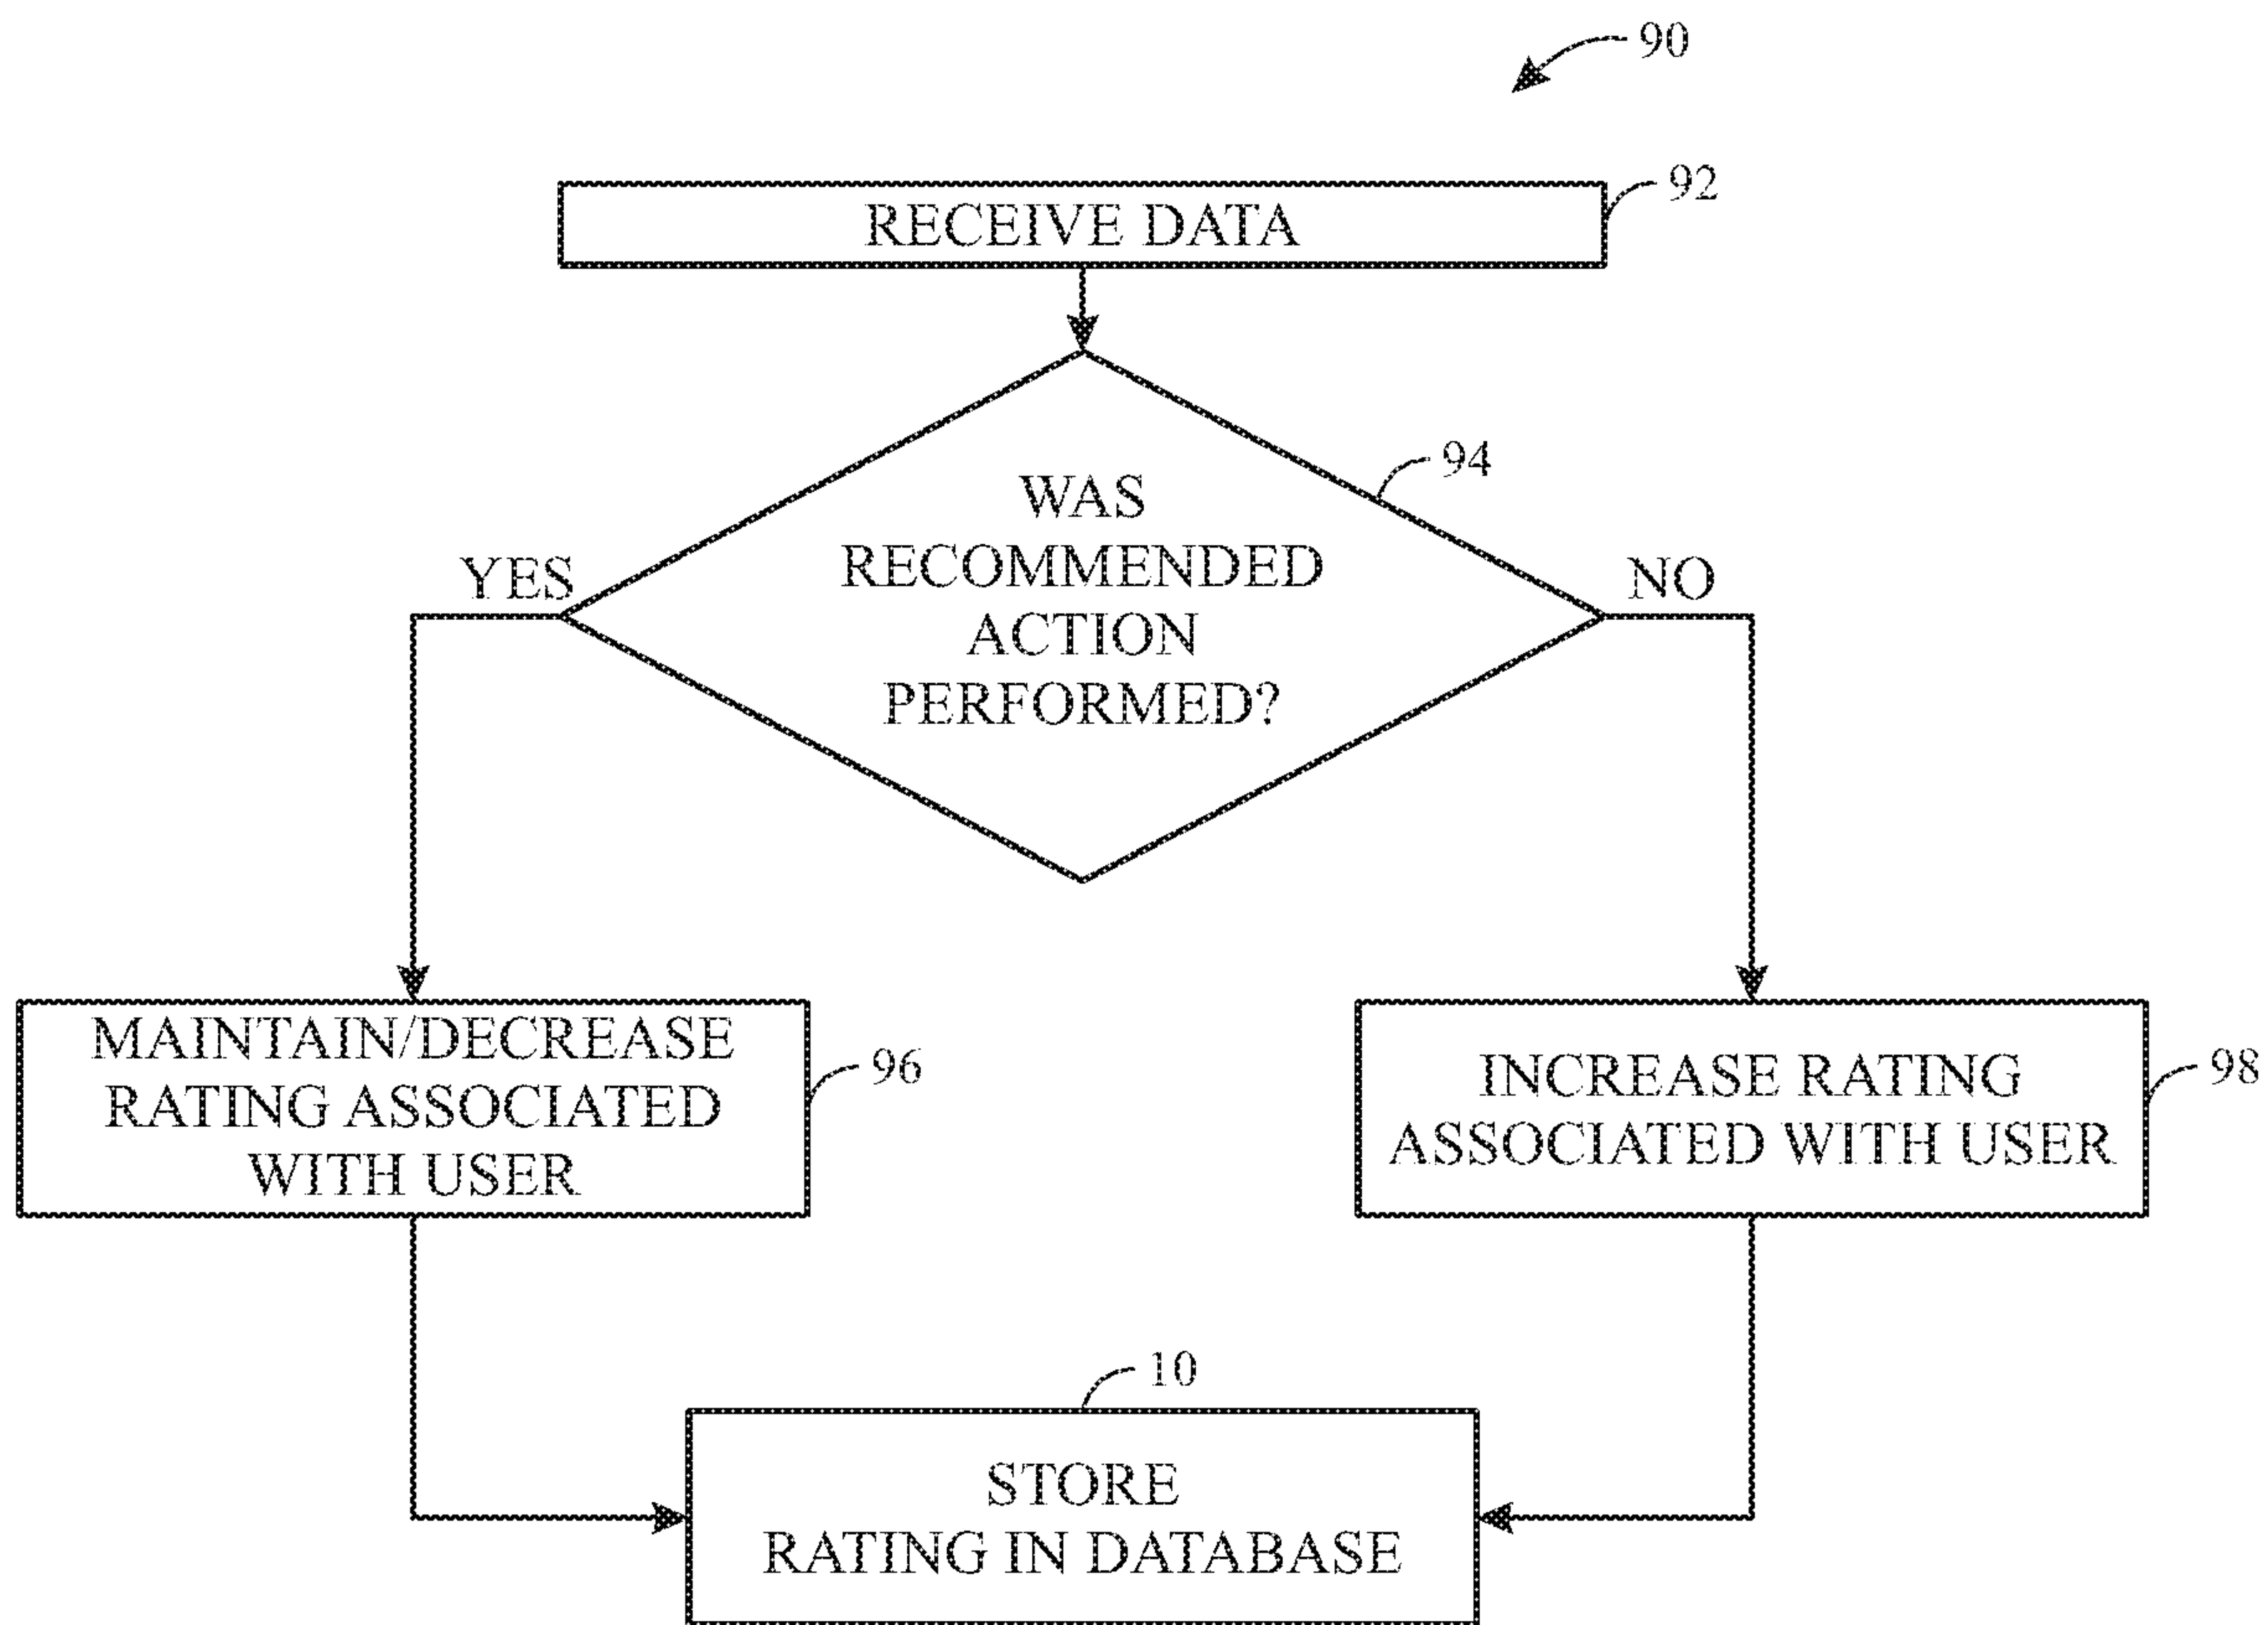 90
RECEIVE DATA
92
WAS
RECOMMENDED
ACTION
PERFORMED?
94
YES
NO
MAINTAIN/DECREASE
RATING ASSOCIATED
WITH USER
96
INCREASE RATING
ASSOCIATED WITH USER
98
10
STORE
RATING IN DATABASE